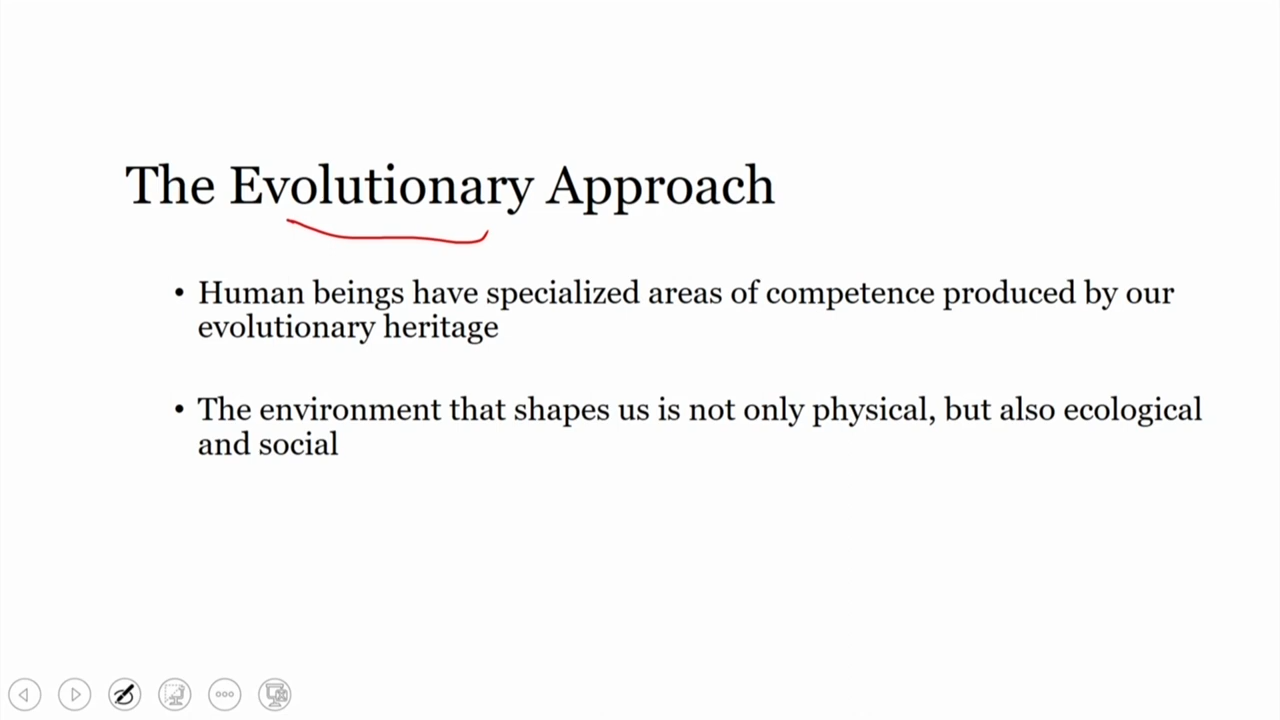 The Evolutionary Approach
• Human beings have specialized areas of competence produced by our
evolutionary heritage
• The environment that shapes us is not only physical, but also ecological
and social